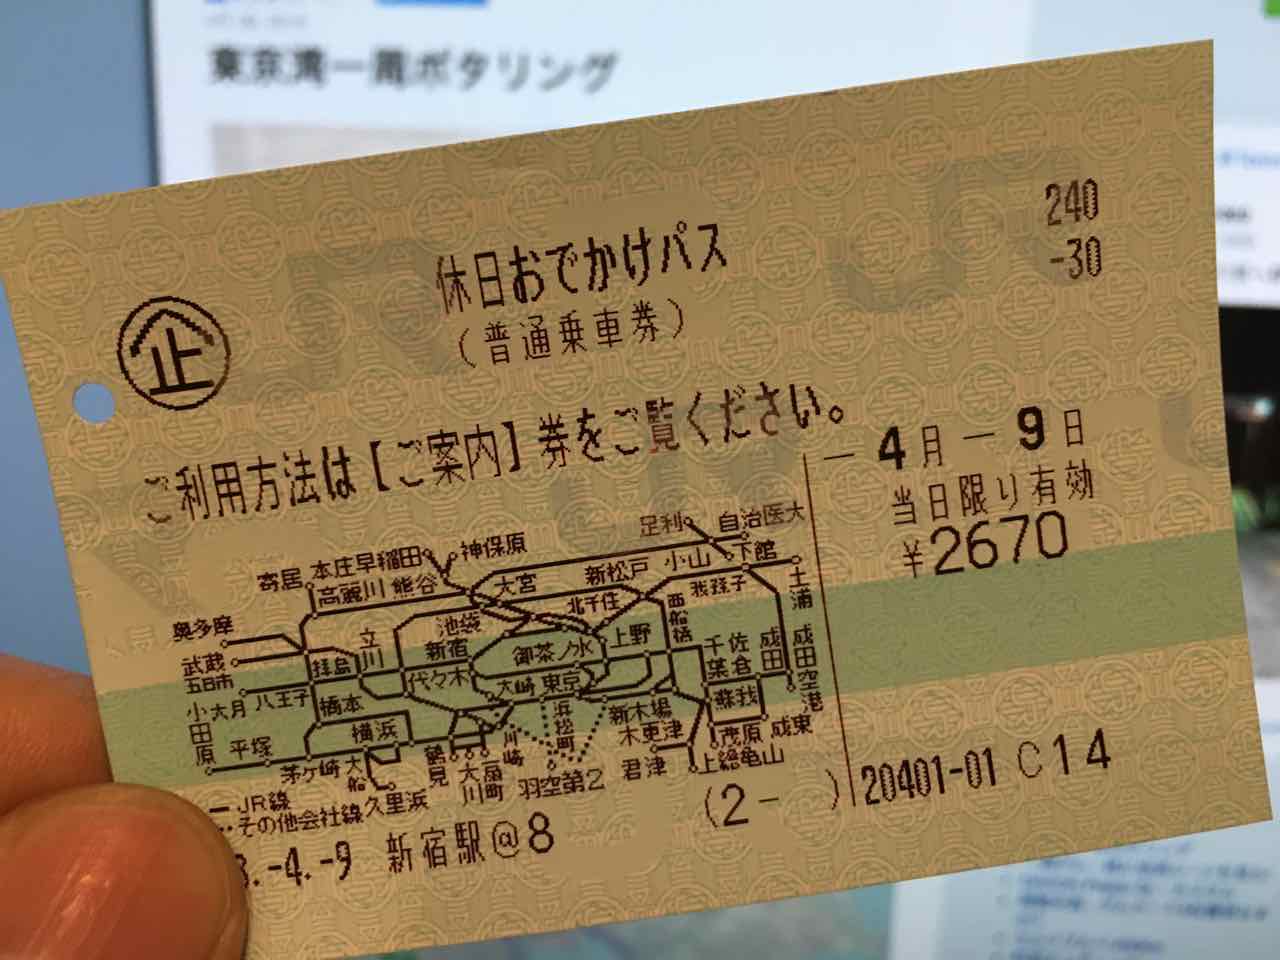 東京湾一周ポタリング
240
-30
休日おでかけパス
(普通乗車券)
企
ご利用方法は【ご案内】券をご覧ください。
-4月-9日
当日限り有効
¥2670
足利 自治医大
本庄早稲田 神保原
寄居 高麗川 熊谷 大宮 新松戸 小山 下館
奥多摩 立川 池袋 北千住 西船橋 我孫子 土浦
武蔵五日市 拝島 新宿 御茶ノ水 上野 千葉 佐倉 成田 成田空港
小田原 大月 八王子 橋本 代々木 大崎 東京 蘇我
平塚 横浜 浜松町 新木場 木更津 茂原 成東
茅ヶ崎 大船 鶴見 大川 扇町 川崎 羽空第2 君津 上総亀山
久里浜
JR線
その他会社線
(2- )
20401-01 C14
.-4.-9 新宿駅@8